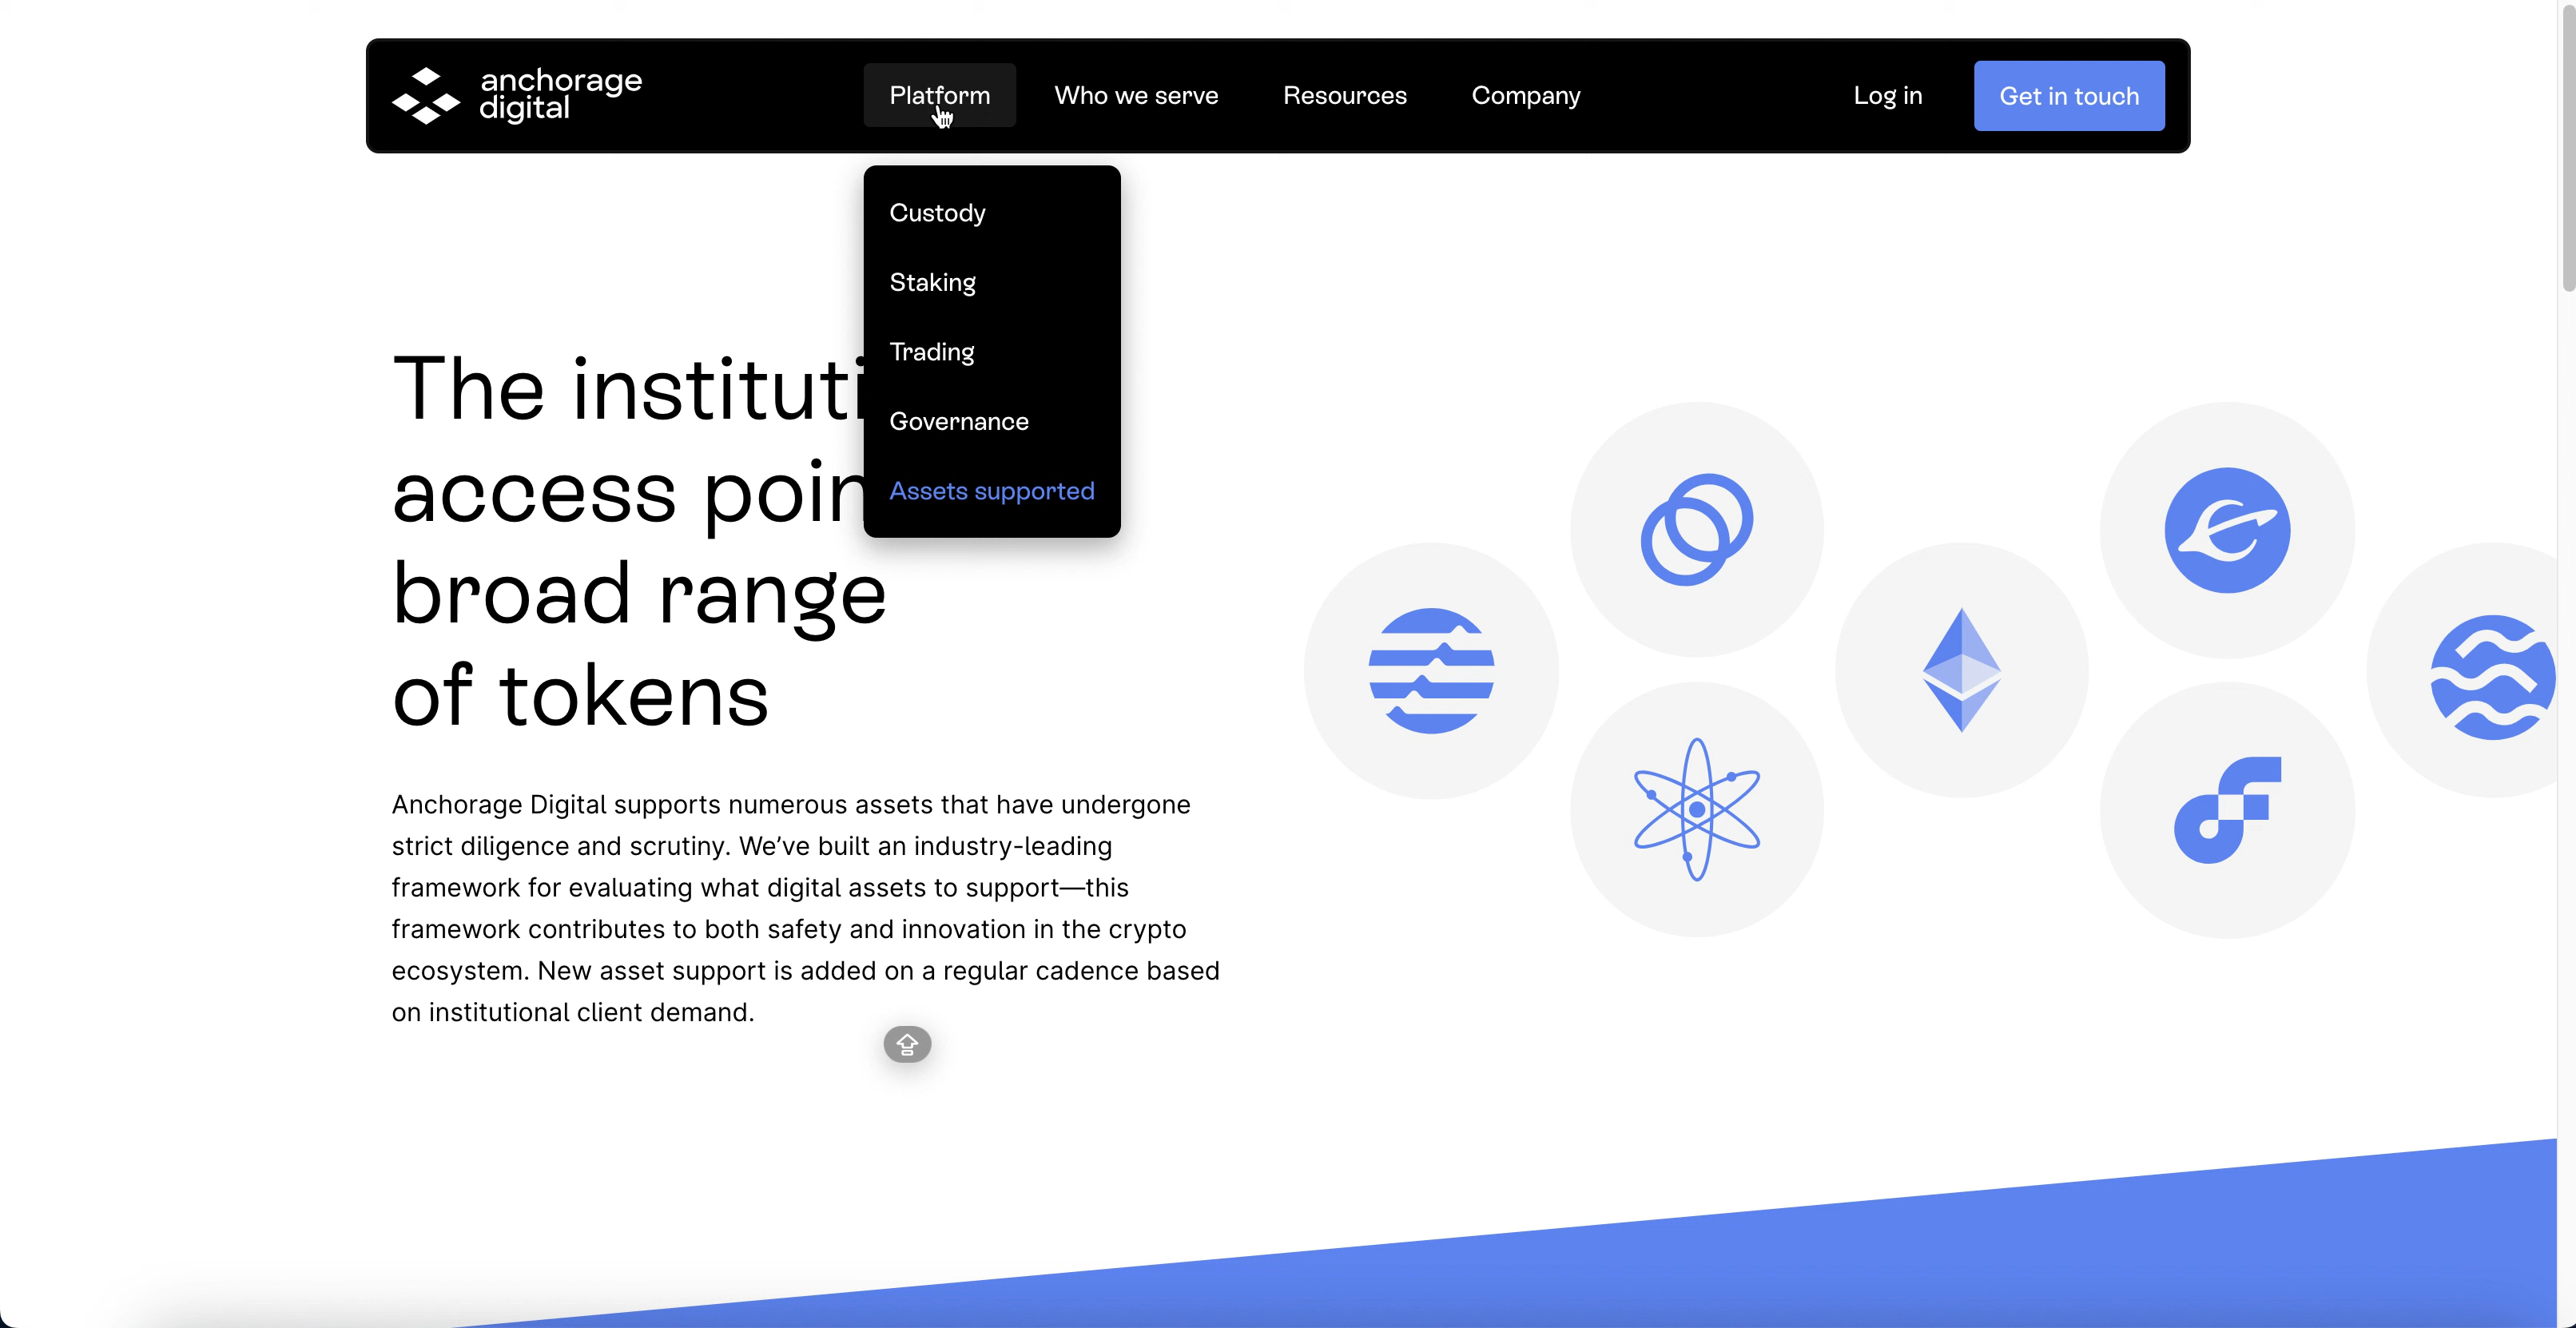 anchorage
digital
Platform
Who we serve
Resources
Company
Log in
Get in touch
Custody
Staking
Trading
Governance
Assets supported
The instituti
access poin
broad range
of tokens
Anchorage Digital supports numerous assets that have undergone
strict diligence and scrutiny. We’ve built an industry-leading
framework for evaluating what digital assets to support—this
framework contributes to both safety and innovation in the crypto
ecosystem. New asset support is added on a regular cadence based
on institutional client demand.